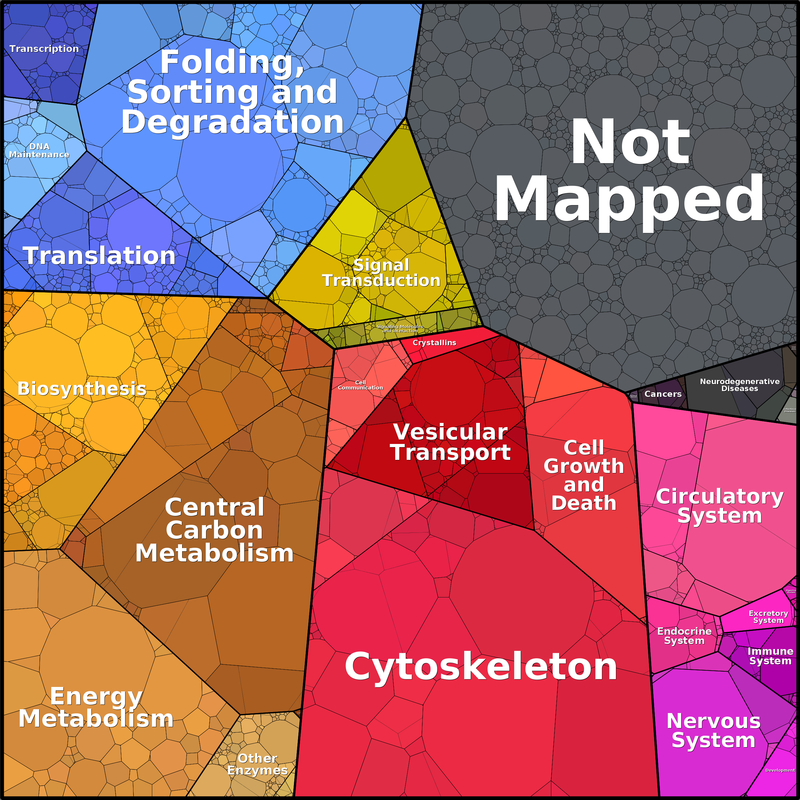 Transcription
Folding,
Sorting and
Degradation
Not
Mapped
DNA
Maintenance
Translation
Signal
Transduction
Crystallins
Cell
Communication
Biosynthesis
Vesicular
Transport
Cell
Growth
and
Death
Cancers
Neurodegenerative
Diseases
Central
Carbon
Metabolism
Circulatory
System
Cytoskeleton
Endocrine
System
Excretory
System
Immune
System
Energy
Metabolism
Nervous
System
Other
Enzymes
Development